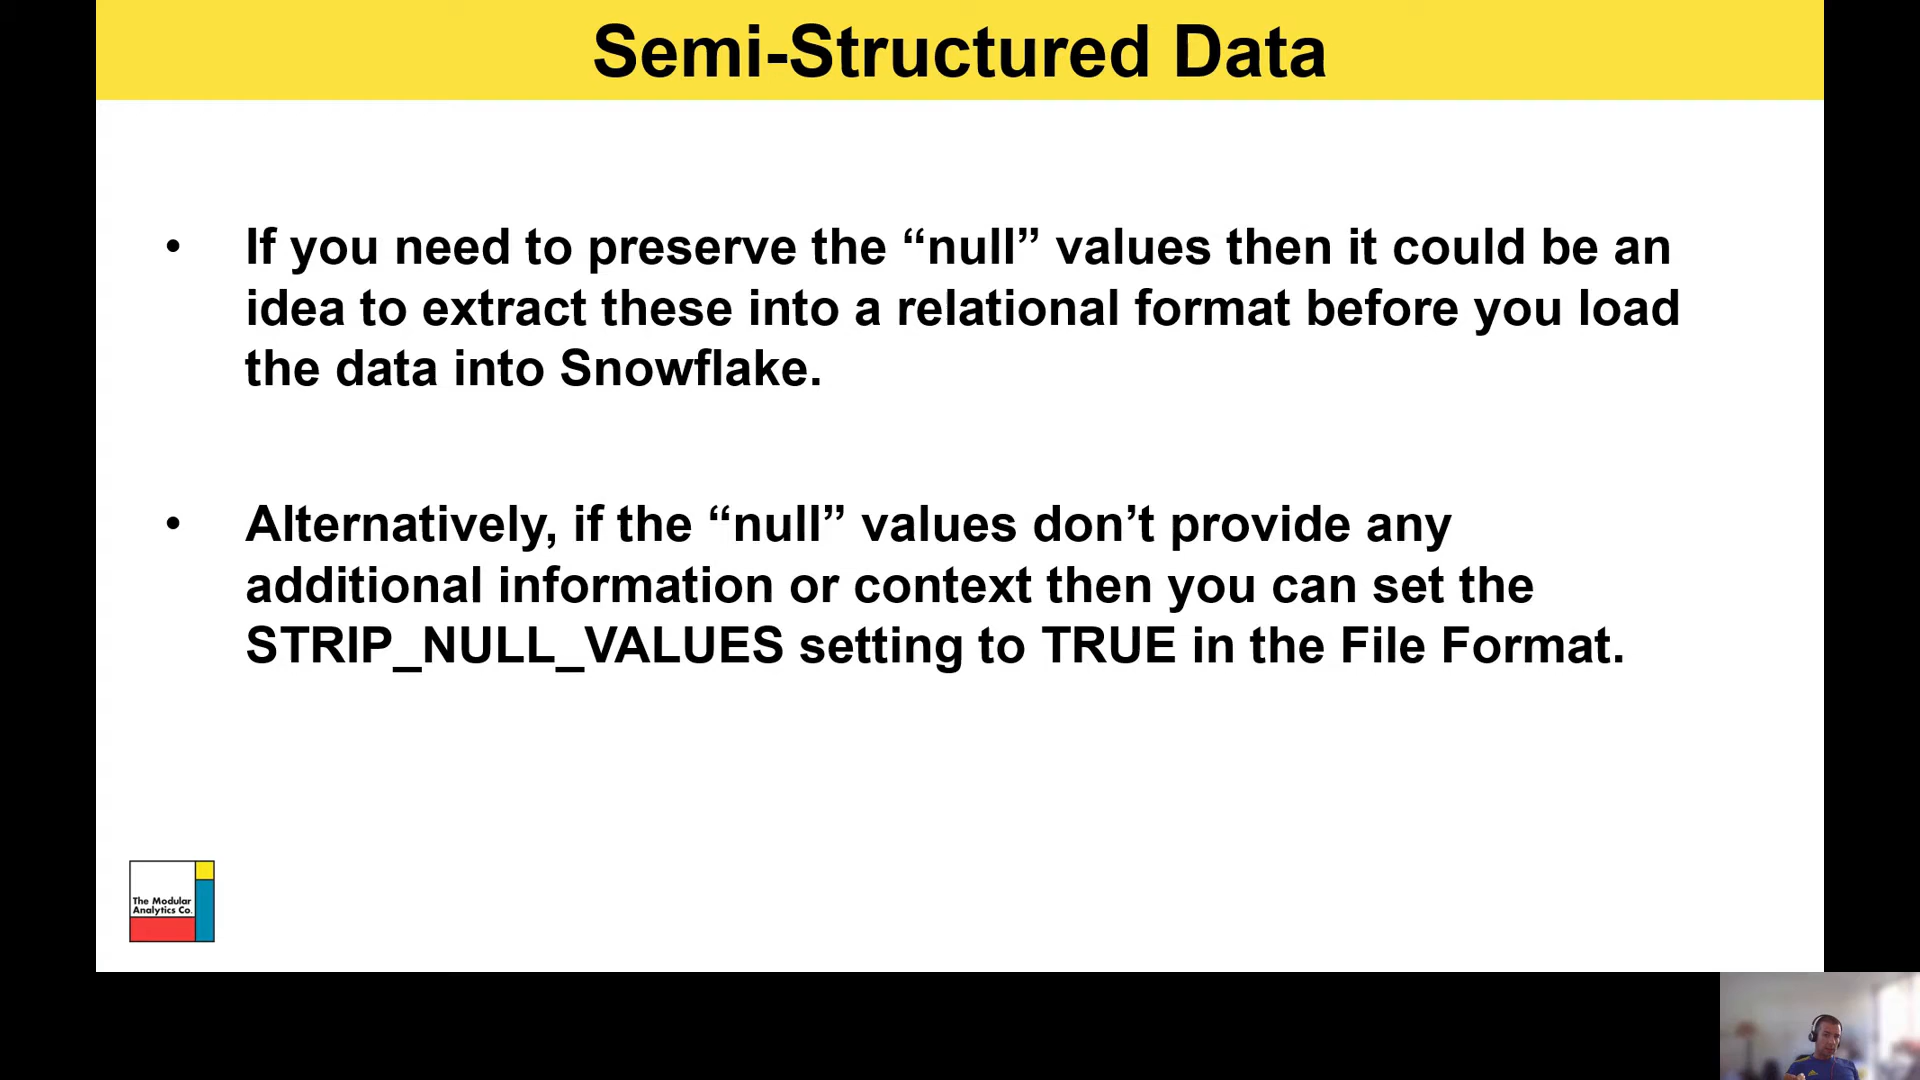 Semi-Structured Data
• If you need to preserve the “null” values then it could be an
idea to extract these into a relational format before you load
the data into Snowflake.
• Alternatively, if the “null” values don’t provide any
additional information or context then you can set the
STRIP_NULL_VALUES setting to TRUE in the File Format.
The Modular
Analytics Co.